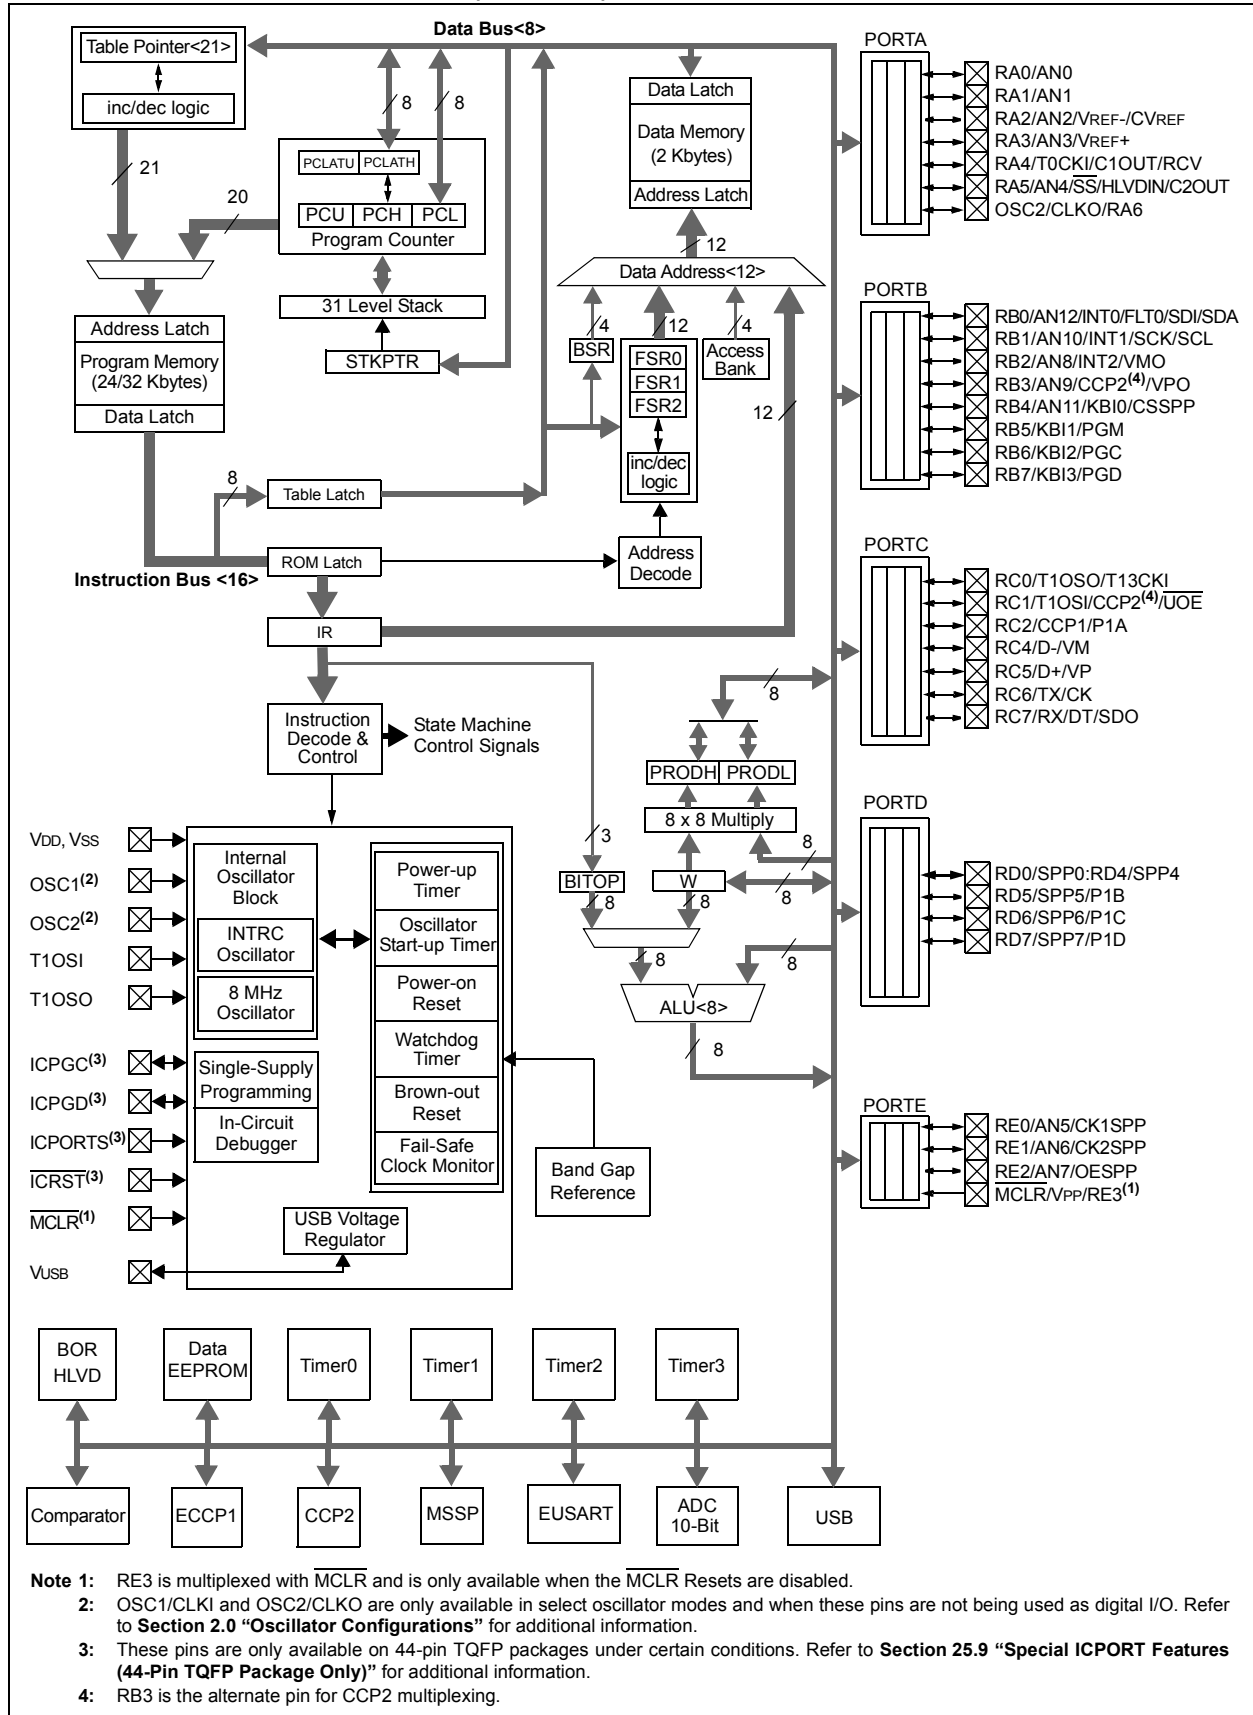 Data Bus<8>
Table Pointer<21>
inc/dec logic
21
20
8
8
PCLATU
PCLATH
PCU
PCH
PCL
Program Counter
31 Level Stack
STKPTR
Data Latch
Data Memory
(2 Kbytes)
Address Latch
12
Data Address<12>
4
12
4
BSR
FSR0
FSR1
FSR2
inc/dec
logic
Access
Bank
12
Address Latch
Program Memory
(24/32 Kbytes)
Data Latch
8
Table Latch
ROM Latch
Instruction Bus <16>
Address
Decode
IR
Instruction
Decode &
Control
State Machine
Control Signals
8
PRODH
PRODL
8 x 8 Multiply
3
8
BITOP
W
8
8
8
8
8
ALU<8>
8
VDD, VSS
OSC1(2)
OSC2(2)
T1OSI
T1OSO
ICPGC(3)
ICPGD(3)
ICPORTS(3)
ICRST(3)
MCLR(1)
VUSB
Internal
Oscillator
Block
INTRC
Oscillator
8 MHz
Oscillator
Single-Supply
Programming
In-Circuit
Debugger
Power-up
Timer
Oscillator
Start-up Timer
Power-on
Reset
Watchdog
Timer
Brown-out
Reset
Fail-Safe
Clock Monitor
USB Voltage
Regulator
Band Gap
Reference
PORTA
RA0/AN0
RA1/AN1
RA2/AN2/VREF-/CVREF
RA3/AN3/VREF+
RA4/T0CKI/C1OUT/RCV
RA5/AN4/SS/HLVDIN/C2OUT
OSC2/CLKO/RA6
PORTB
RB0/AN12/INT0/FLT0/SDI/SDA
RB1/AN10/INT1/SCK/SCL
RB2/AN8/INT2/VMO
RB3/AN9/CCP2(4)/VPO
RB4/AN11/KBI0/CSSPP
RB5/KBI1/PGM
RB6/KBI2/PGC
RB7/KBI3/PGD
PORTC
RC0/T1OSO/T13CKI
RC1/T1OSI/CCP2(4)/UOE
RC2/CCP1/P1A
RC4/D-/VM
RC5/D+/VP
RC6/TX/CK
RC7/RX/DT/SDO
PORTD
RD0/SPP0:RD4/SPP4
RD5/SPP5/P1B
RD6/SPP6/P1C
RD7/SPP7/P1D
PORTE
RE0/AN5/CK1SPP
RE1/AN6/CK2SPP
RE2/AN7/OESPP
MCLR/VPP/RE3(1)
BOR
HLVD
Data
EEPROM
Timer0
Timer1
Timer2
Timer3
Comparator
ECCP1
CCP2
MSSP
EUSART
ADC
10-Bit
USB
Note 1: RE3 is multiplexed with MCLR and is only available when the MCLR Resets are disabled.
2: OSC1/CLKI and OSC2/CLKO are only available in select oscillator modes and when these pins are not being used as digital I/O. Refer
to Section 2.0 “Oscillator Configurations” for additional information.
3: These pins are only available on 44-pin TQFP packages under certain conditions. Refer to Section 25.9 “Special ICPORT Features
(44-Pin TQFP Package Only)” for additional information.
4: RB3 is the alternate pin for CCP2 multiplexing.